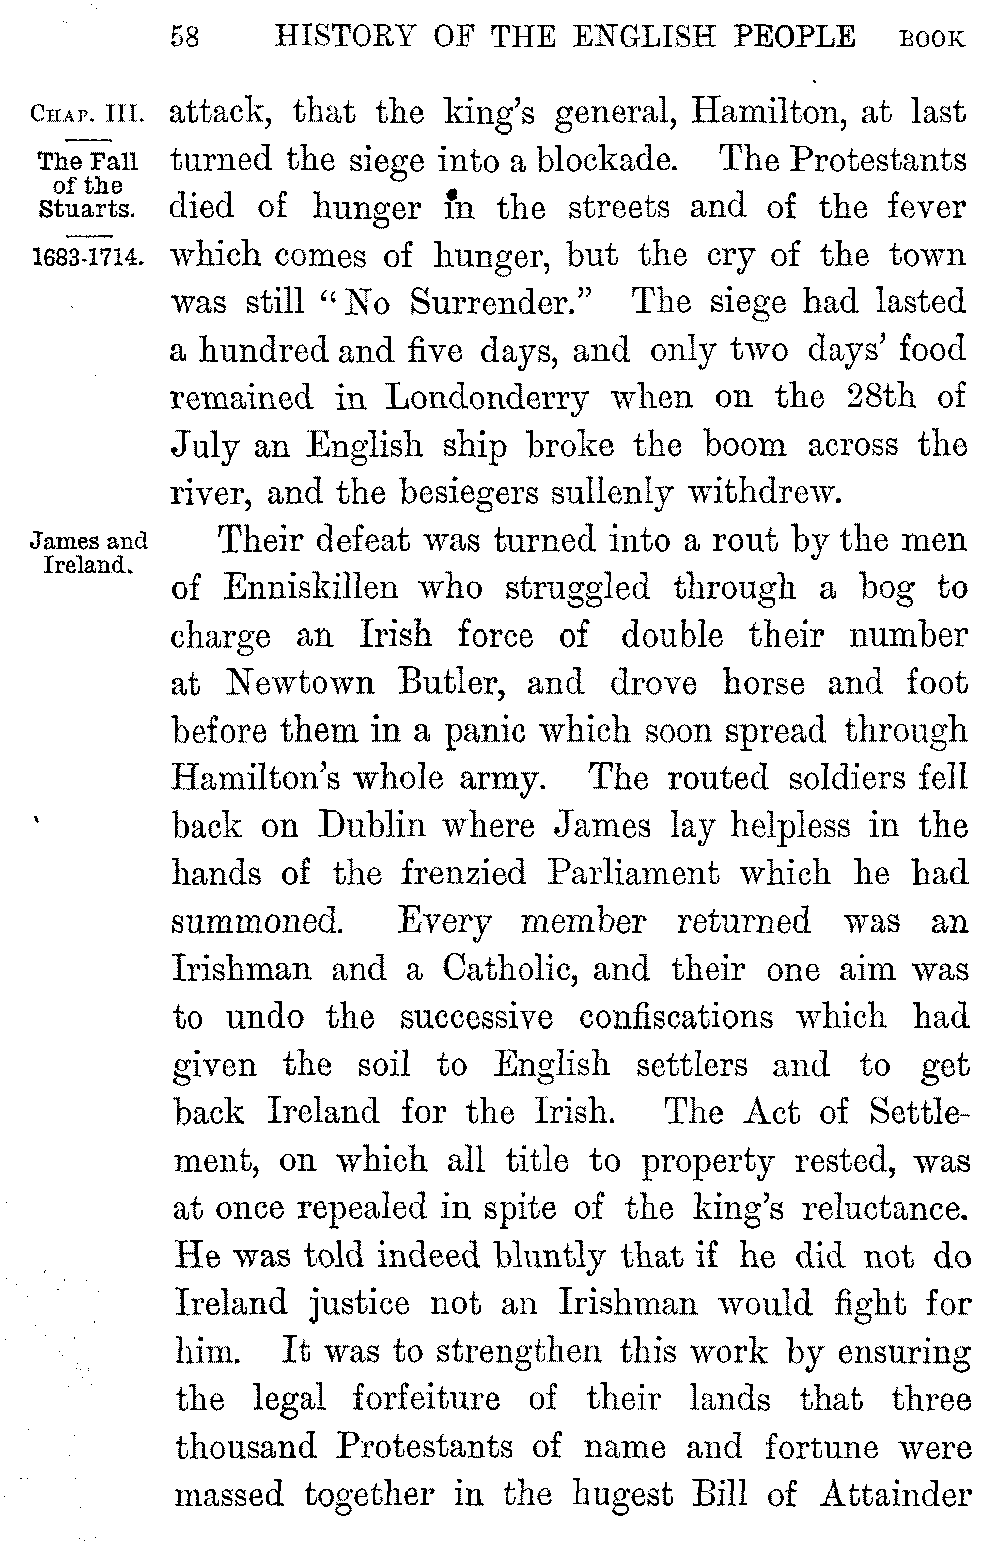 58 HISTORY OF THE ENGLISH PEOPLE BOOK
CHAP. III.
The Fall
of the
Stuarts.
1683-1714.
attack, that the king's general, Hamilton, at last
turned the siege into a blockade. The Protestants
died of hunger in the streets and of the fever
which comes of hunger, but the cry of the town
was still “No Surrender.” The siege had lasted
a hundred and five days, and only two days' food
remained in Londonderry when on the 28th of
July an English ship broke the boom across the
river, and the besiegers sullenly withdrew.
James and
Ireland.
Their defeat was turned into a rout by the men
of Enniskillen who struggled through a bog to
charge an Irish force of double their number
at Newtown Butler, and drove horse and foot
before them in a panic which soon spread through
Hamilton's whole army. The routed soldiers fell
back on Dublin where James lay helpless in the
hands of the frenzied Parliament which he had
summoned. Every member returned was an
Irishman and a Catholic, and their one aim was
to undo the successive confiscations which had
given the soil to English settlers and to get
back Ireland for the Irish. The Act of Settle-
ment, on which all title to property rested, was
at once repealed in spite of the king's reluctance.
He was told indeed bluntly that if he did not do
Ireland justice not an Irishman would fight for
him. It was to strengthen this work by ensuring
the legal forfeiture of their lands that three
thousand Protestants of name and fortune were
massed together in the hugest Bill of Attainder